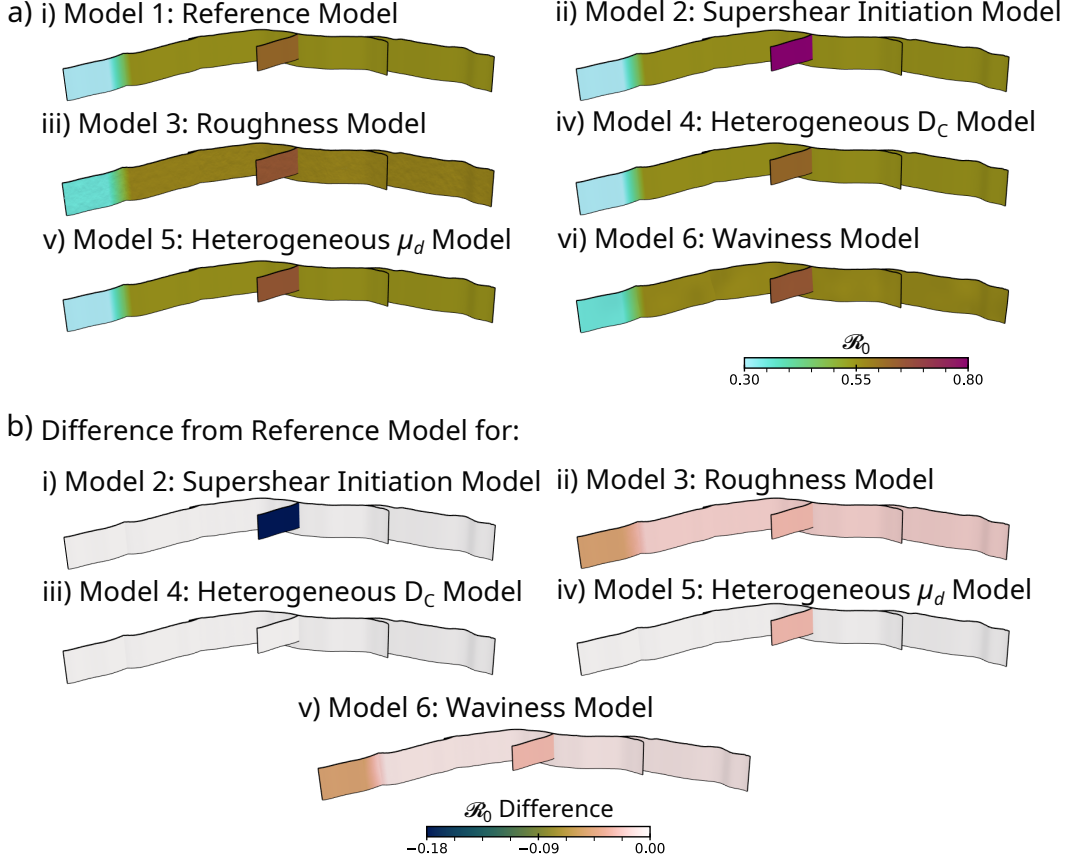 a) i) Model 1: Reference Model
ii) Model 2: Supershear Initiation Model
iii) Model 3: Roughness Model
iv) Model 4: Heterogeneous D_C Model
v) Model 5: Heterogeneous μ_d Model
vi) Model 6: Waviness Model
ℛ₀
0.30 0.55 0.80
b) Difference from Reference Model for:
i) Model 2: Supershear Initiation Model
ii) Model 3: Roughness Model
iii) Model 4: Heterogeneous D_C Model
iv) Model 5: Heterogeneous μ_d Model
v) Model 6: Waviness Model
ℛ₀ Difference
−0.18 −0.09 0.00